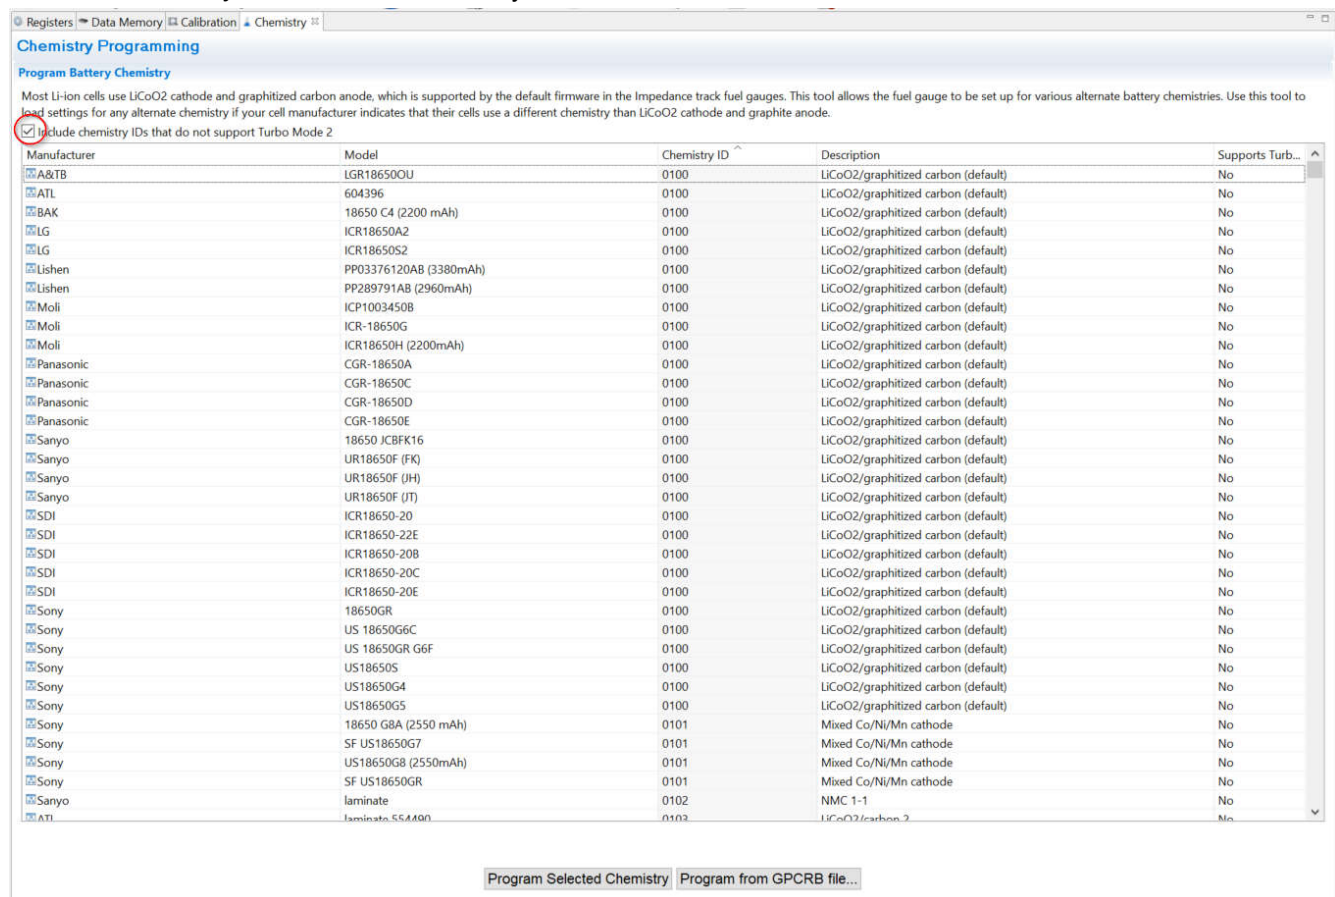 Registers Data Memory Calibration Chemistry
Chemistry Programming
Program Battery Chemistry
Most Li-ion cells use LiCoO2 cathode and graphitized carbon anode, which is supported by the default firmware in the Impedance track fuel gauges. This tool allows the fuel gauge to be set up for various alternate battery chemistries. Use this tool to
load settings for any alternate chemistry if your cell manufacturer indicates that their cells use a different chemistry than LiCoO2 cathode and graphite anode.
Include chemistry IDs that do not support Turbo Mode 2
Manufacturer Model Chemistry ID Description Supports Turb...
A&TB LGR18650OU 0100 LiCoO2/graphitized carbon (default) No
ATL 604396 0100 LiCoO2/graphitized carbon (default) No
BAK 18650 C4 (2200 mAh) 0100 LiCoO2/graphitized carbon (default) No
LG ICR18650A2 0100 LiCoO2/graphitized carbon (default) No
LG ICR18650S2 0100 LiCoO2/graphitized carbon (default) No
Lishen PP03376120AB (3380mAh) 0100 LiCoO2/graphitized carbon (default) No
Lishen PP289791AB (2960mAh) 0100 LiCoO2/graphitized carbon (default) No
Moli ICP103450B 0100 LiCoO2/graphitized carbon (default) No
Moli ICR-18650G 0100 LiCoO2/graphitized carbon (default) No
Moli ICR18650H (2200mAh) 0100 LiCoO2/graphitized carbon (default) No
Panasonic CGR-18650A 0100 LiCoO2/graphitized carbon (default) No
Panasonic CGR-18650C 0100 LiCoO2/graphitized carbon (default) No
Panasonic CGR-18650D 0100 LiCoO2/graphitized carbon (default) No
Panasonic CGR-18650E 0100 LiCoO2/graphitized carbon (default) No
Sanyo 18650 JCBFK16 0100 LiCoO2/graphitized carbon (default) No
Sanyo UR18650F (FK) 0100 LiCoO2/graphitized carbon (default) No
Sanyo UR18650F (JH) 0100 LiCoO2/graphitized carbon (default) No
Sanyo UR18650F (JT) 0100 LiCoO2/graphitized carbon (default) No
SDI ICR18650-20 0100 LiCoO2/graphitized carbon (default) No
SDI ICR18650-22E 0100 LiCoO2/graphitized carbon (default) No
SDI ICR18650-20B 0100 LiCoO2/graphitized carbon (default) No
SDI ICR18650-20C 0100 LiCoO2/graphitized carbon (default) No
SDI ICR18650-20E 0100 LiCoO2/graphitized carbon (default) No
Sony 18650GR 0100 LiCoO2/graphitized carbon (default) No
Sony US 18650G6C 0100 LiCoO2/graphitized carbon (default) No
Sony US 18650GR G6F 0100 LiCoO2/graphitized carbon (default) No
Sony US18650S 0100 LiCoO2/graphitized carbon (default) No
Sony US18650G4 0100 LiCoO2/graphitized carbon (default) No
Sony US18650G5 0100 LiCoO2/graphitized carbon (default) No
Sony 18650 G8A (2550 mAh) 0101 Mixed Co/Ni/Mn cathode No
Sony SF US18650G7 0101 Mixed Co/Ni/Mn cathode No
Sony US18650G8 (2550mAh) 0101 Mixed Co/Ni/Mn cathode No
Sony SF US18650GR 0101 Mixed Co/Ni/Mn cathode No
Sanyo laminate 0102 NMC 1-1 No
ATL laminate 554490 0103 LiCoO2/carbon 2 No
Program Selected Chemistry Program from GPCRB file...